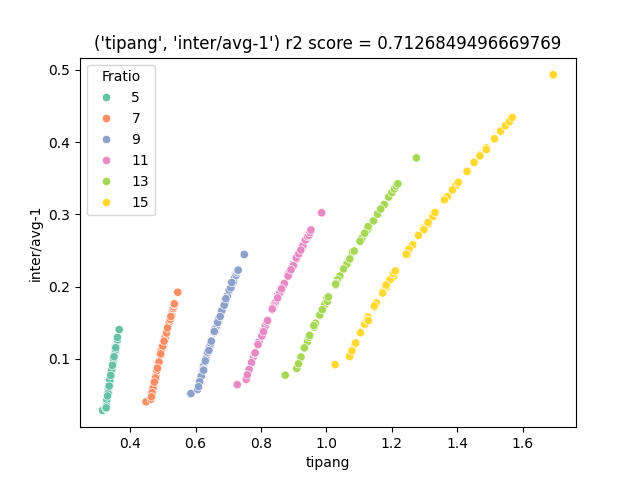 ('tipang', 'inter/avg-1') r2 score = 0.7126849496669769
Fratio
5
7
9
11
13
15
0.5
0.4
0.3
0.2
0.1
inter/avg-1
0.4 0.6 0.8 1.0 1.2 1.4 1.6
tipang